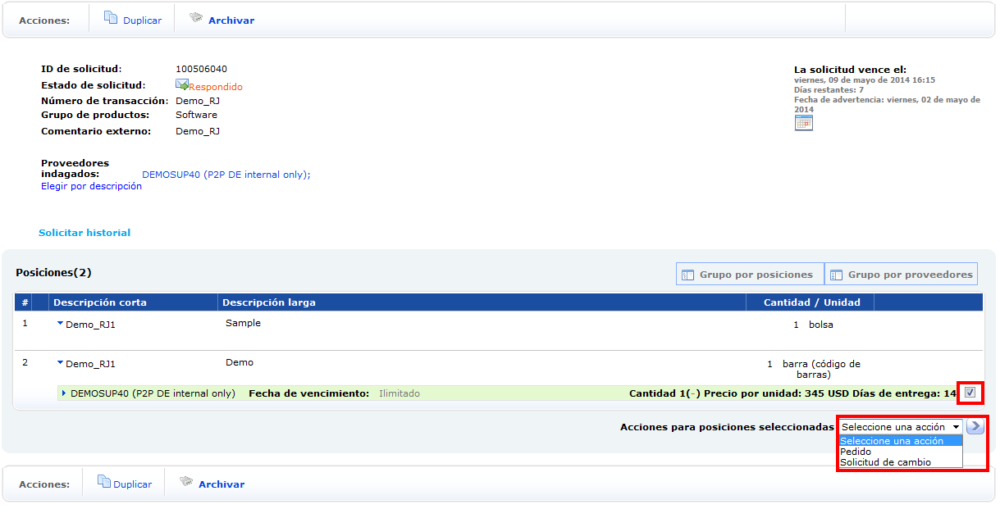 Acciones: Duplicar Archivar
ID de solicitud: 100506040
Estado de solicitud: Respondido
Número de transacción: Demo_RJ
Grupo de productos: Software
Comentario externo: Demo_RJ
La solicitud vence el:
viernes, 09 de mayo de 2014 16:15
Días restantes: 7
Fecha de advertencia: viernes, 02 de mayo de
2014
Proveedores
indagados: DEMOSUP40 (P2P DE internal only);
Elegir por descripción
Solicitar historial
Posiciones(2) Grupo por posiciones Grupo por proveedores
# Descripción corta Descripción larga Cantidad / Unidad
1 Demo_RJ1 Sample 1 bolsa
2 Demo_RJ1 Demo 1 barra (código de
barras)
DEMOSUP40 (P2P DE internal only) Fecha de vencimiento: Ilimitado Cantidad 1(-) Precio por unidad: 345 USD Días de entrega: 14
Acciones para posiciones seleccionadas Seleccione una acción
Seleccione una acción
Pedido
Solicitud de cambio
Acciones: Duplicar Archivar